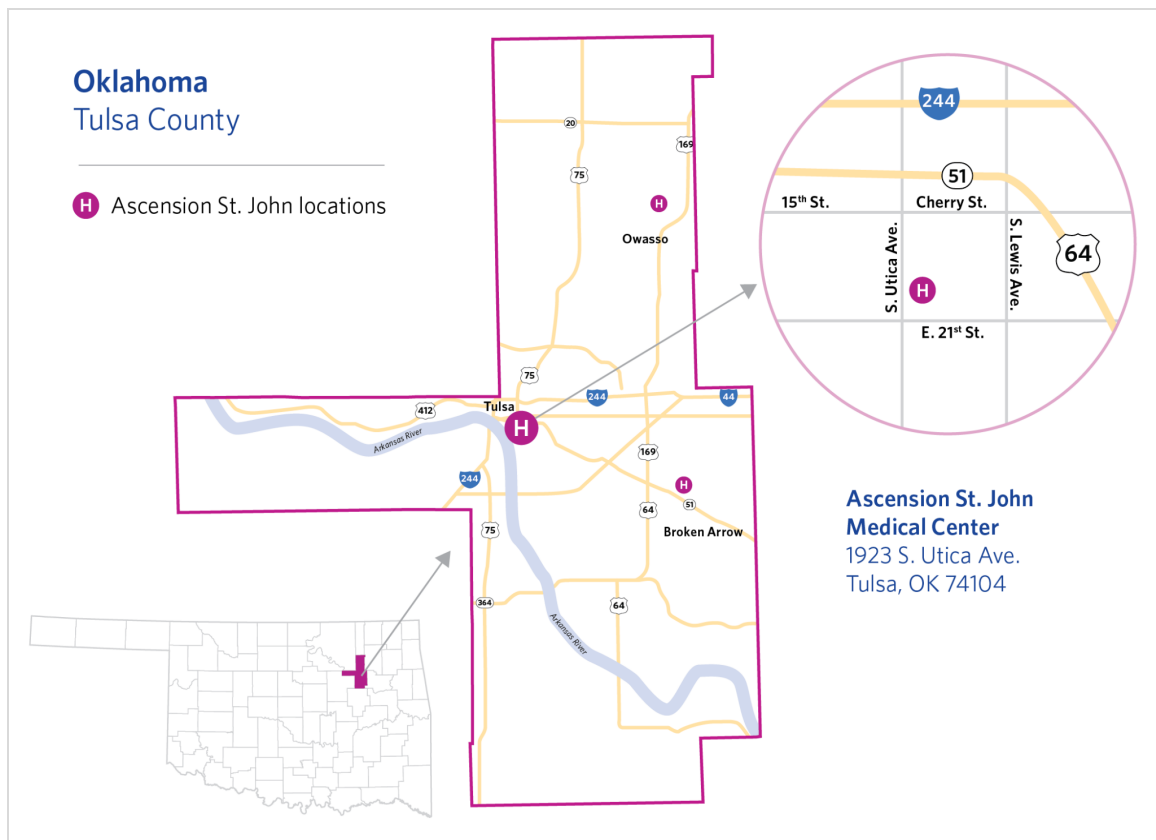 Oklahoma
Tulsa County
H Ascension St. John locations
20
169
75
H
Owasso
75
244
44
412
Tulsa
H
Arkansas River
169
244
H
51
64
75
Broken Arrow
364
64
Arkansas River
244
51
15th St.
Cherry St.
S. Utica Ave.
S. Lewis Ave.
64
H
E. 21st St.
Ascension St. John
Medical Center
1923 S. Utica Ave.
Tulsa, OK 74104